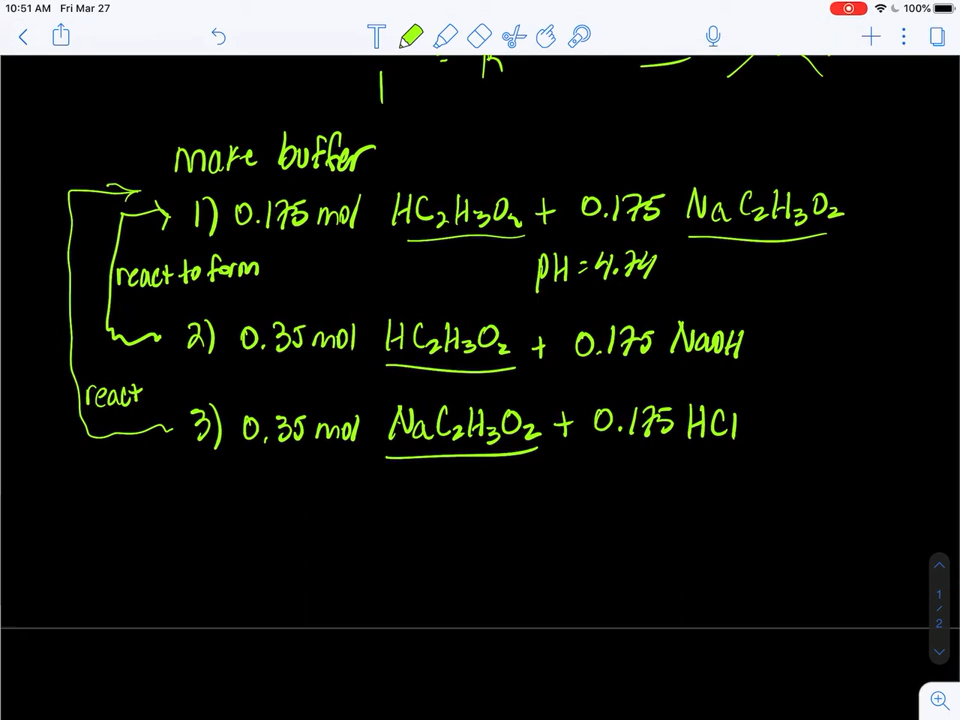 10:51 AM Fri Mar 27
100%
make buffer
1) 0.175 mol HC₂H₃O₂ + 0.175 NaC₂H₃O₂
react to form
pH = 4.74
2) 0.35 mol HC₂H₃O₂ + 0.175 NaOH
react
3) 0.35 mol NaC₂H₃O₂ + 0.175 HCl
1
/
2